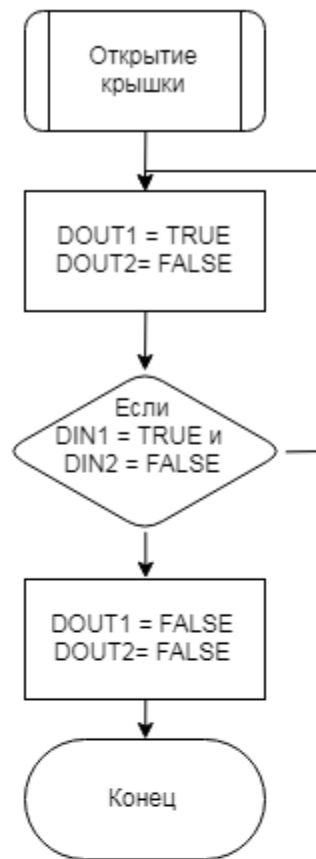 Открытие
крышки
DOUT1 = TRUE
DOUT2= FALSE
Если
DIN1 = TRUE и
DIN2 = FALSE
DOUT1 = FALSE
DOUT2= FALSE
Конец